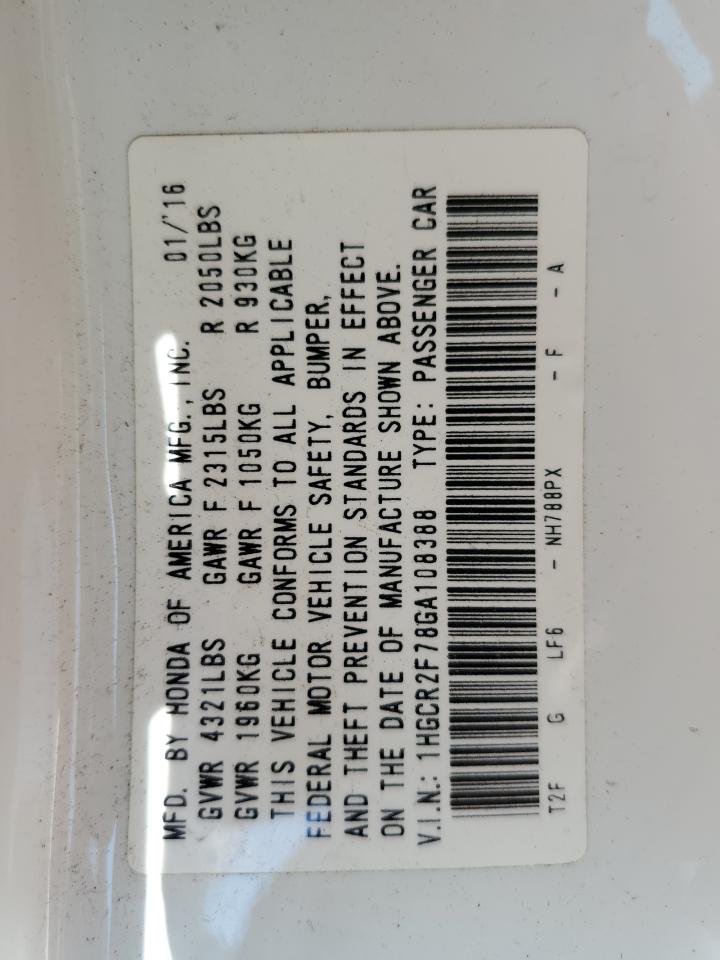 MFD. BY HONDA OF AMERICA MFG., INC. 01/'16
GVWR 4321LBS GAWR F 2315LBS R 2050LBS
GVWR 1960KG GAWR F 1050KG R 930KG
THIS VEHICLE CONFORMS TO ALL APPLICABLE
FEDERAL MOTOR VEHICLE SAFETY, BUMPER,
AND THEFT PREVENTION STANDARDS IN EFFECT
ON THE DATE OF MANUFACTURE SHOWN ABOVE.
V.I.N.: 1HGCR2F78GA108388 TYPE: PASSENGER CAR
T2F G LF6 - NH788PX - F - A